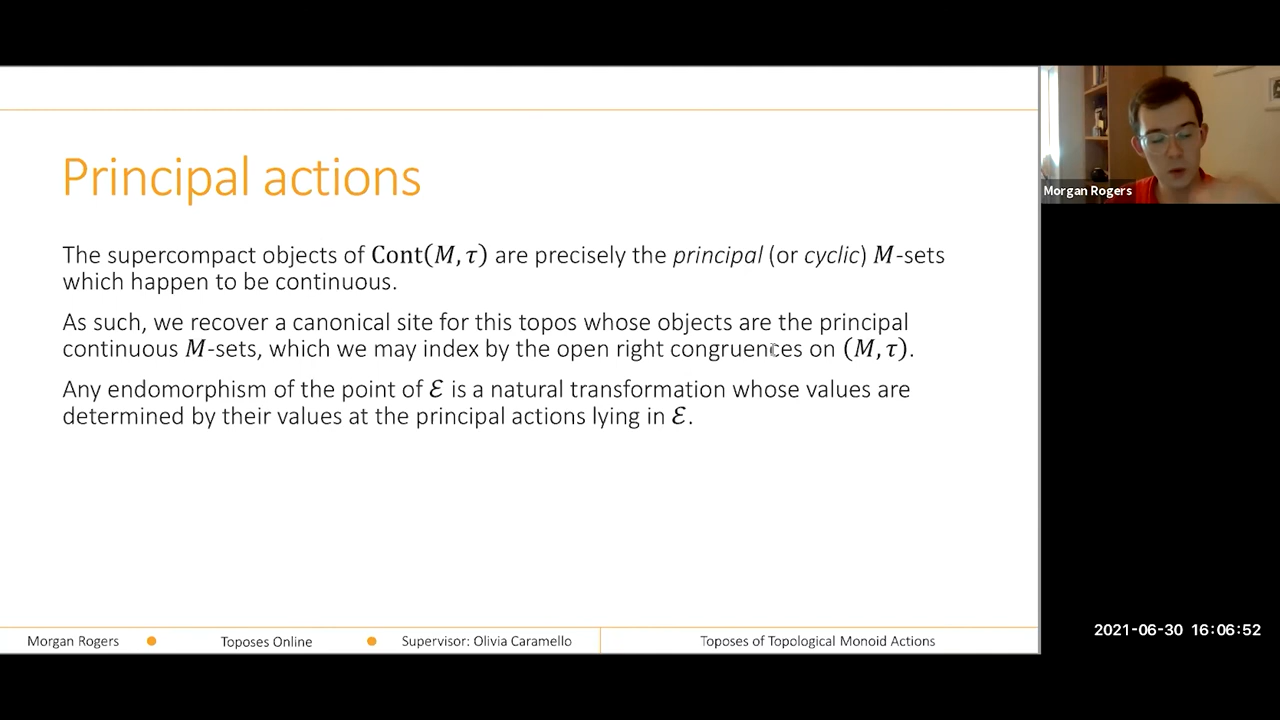 Principal actions
The supercompact objects of Cont(M, τ) are precisely the principal (or cyclic) M-sets
which happen to be continuous.
As such, we recover a canonical site for this topos whose objects are the principal
continuous M-sets, which we may index by the open right congruences on (M, τ).
Any endomorphism of the point of ℰ is a natural transformation whose values are
determined by their values at the principal actions lying in ℰ.
Morgan Rogers
Toposes Online
Supervisor: Olivia Caramello
Toposes of Topological Monoid Actions
Morgan Rogers
2021-06-30 16:06:52